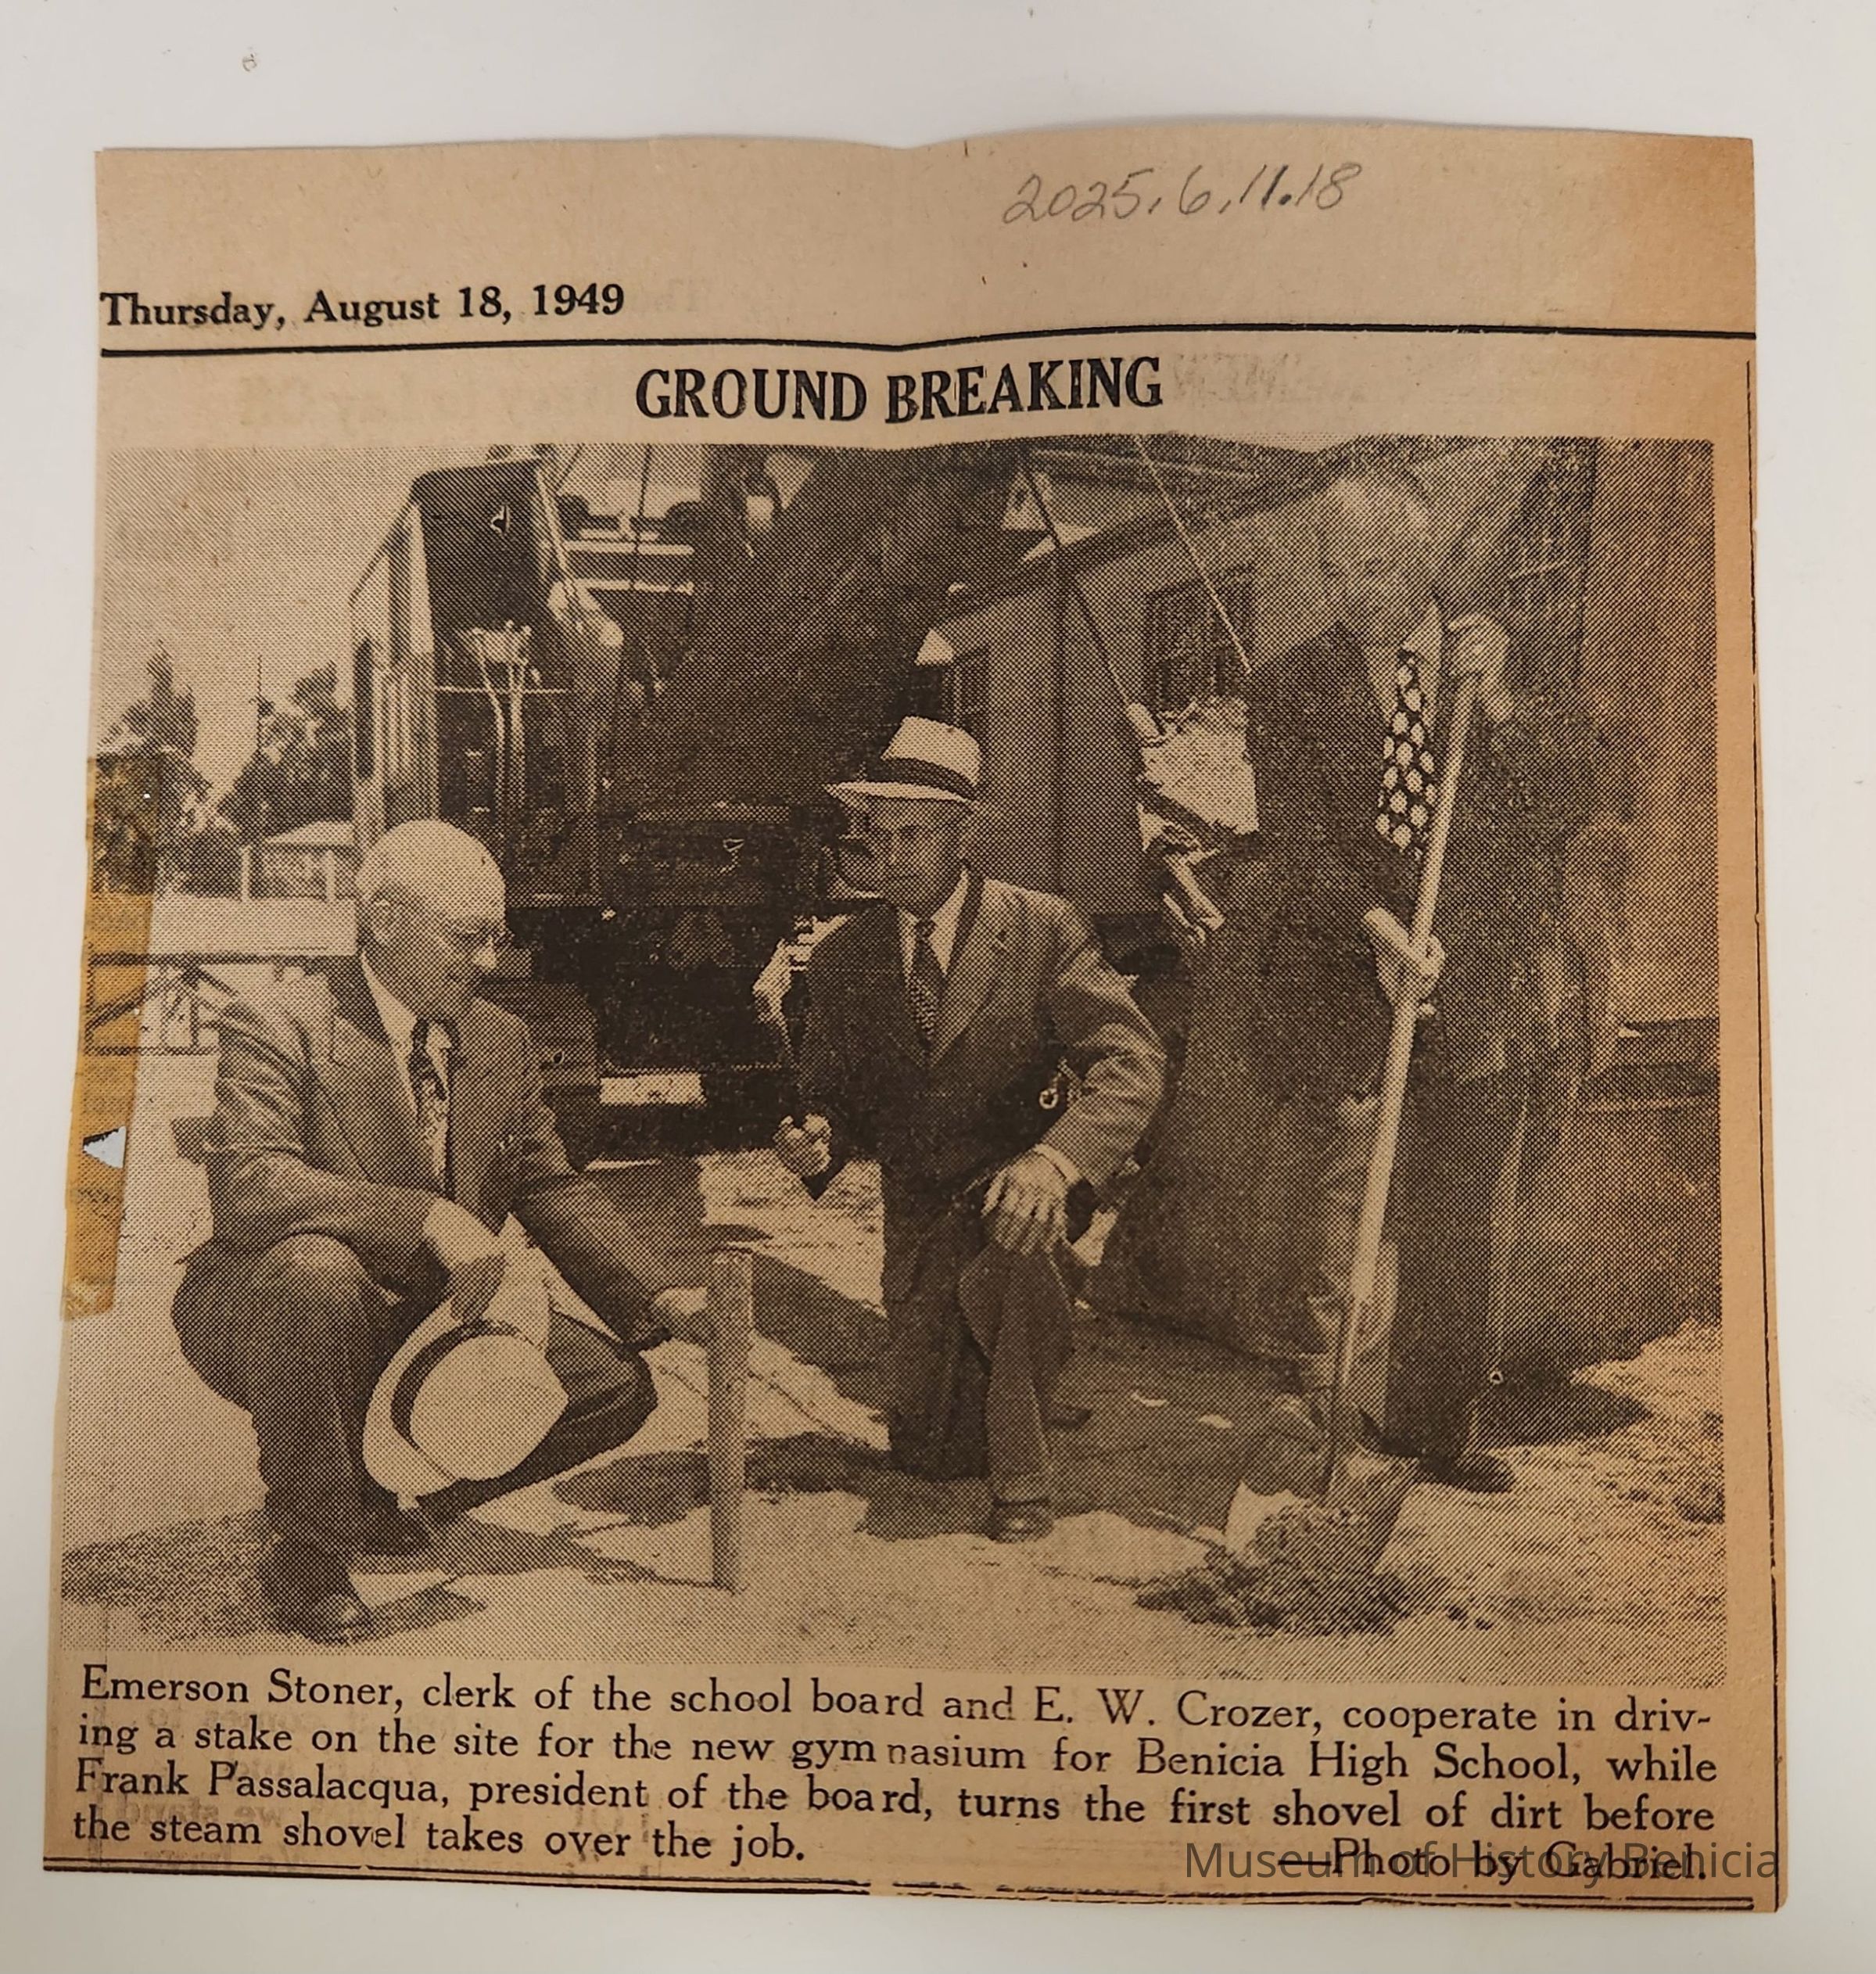 2025.6.11.18
Thursday, August 18, 1949
GROUND BREAKING
Emerson Stoner, clerk of the school board and E. W. Crozer, cooperate in driv-
ing a stake on the site for the new gymnasium for Benicia High School, while
Frank Passalacqua, president of the board, turns the first shovel of dirt before
the steam shovel takes over the job.
—Photo by Gabriel.
Museum of History Benicia